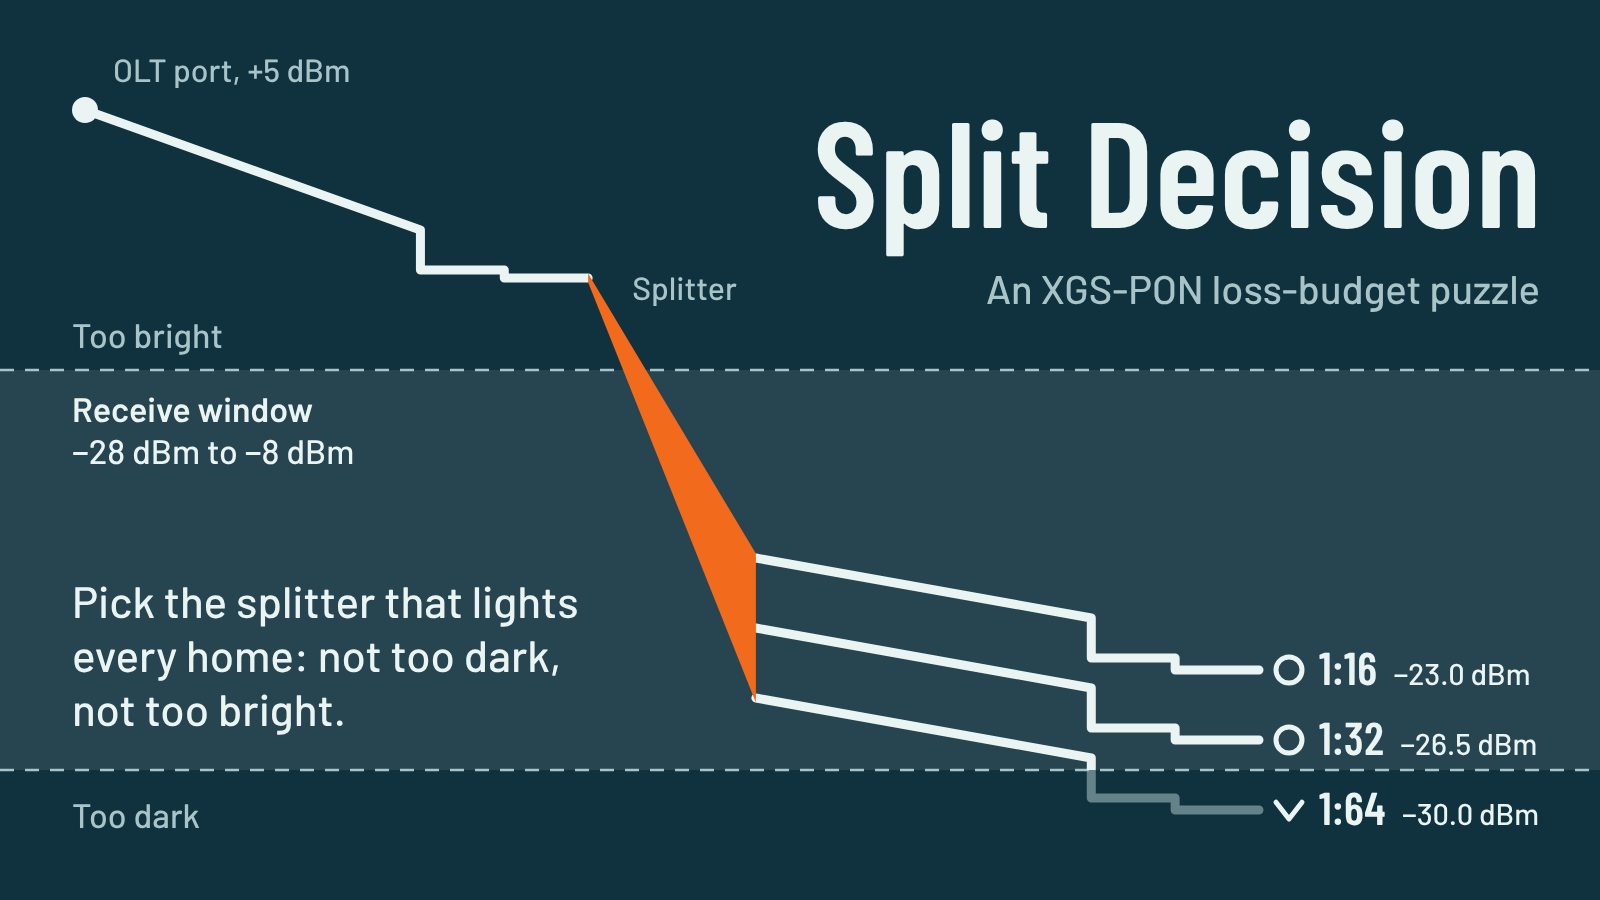 OLT port, +5 dBm
Split Decision
An XGS-PON loss-budget puzzle
Splitter
Too bright
Receive window
−28 dBm to −8 dBm
Pick the splitter that lights
every home: not too dark,
not too bright.
1:16 −23.0 dBm
1:32 −26.5 dBm
1:64 −30.0 dBm
Too dark